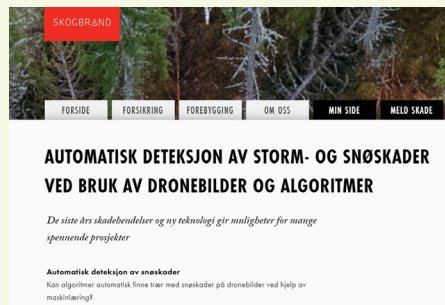 SKOGBRAND
FORSIDE
FORSIKRING
FOREBYGGING
OM OSS
MIN SIDE
MELD SKADE
AUTOMATISK DETEKSJON AV STORM- OG SNØSKADER
VED BRUK AV DRONEBILDER OG ALGORITMER
De siste års skadehendelser og ny teknologi gir muligheter for mange
spennende prosjekter
Automatisk deteksjon av snøskader
Kan algoritmer automatisk finne trær med snøskader på dronebilder ved hjelp av
maskinlæring?